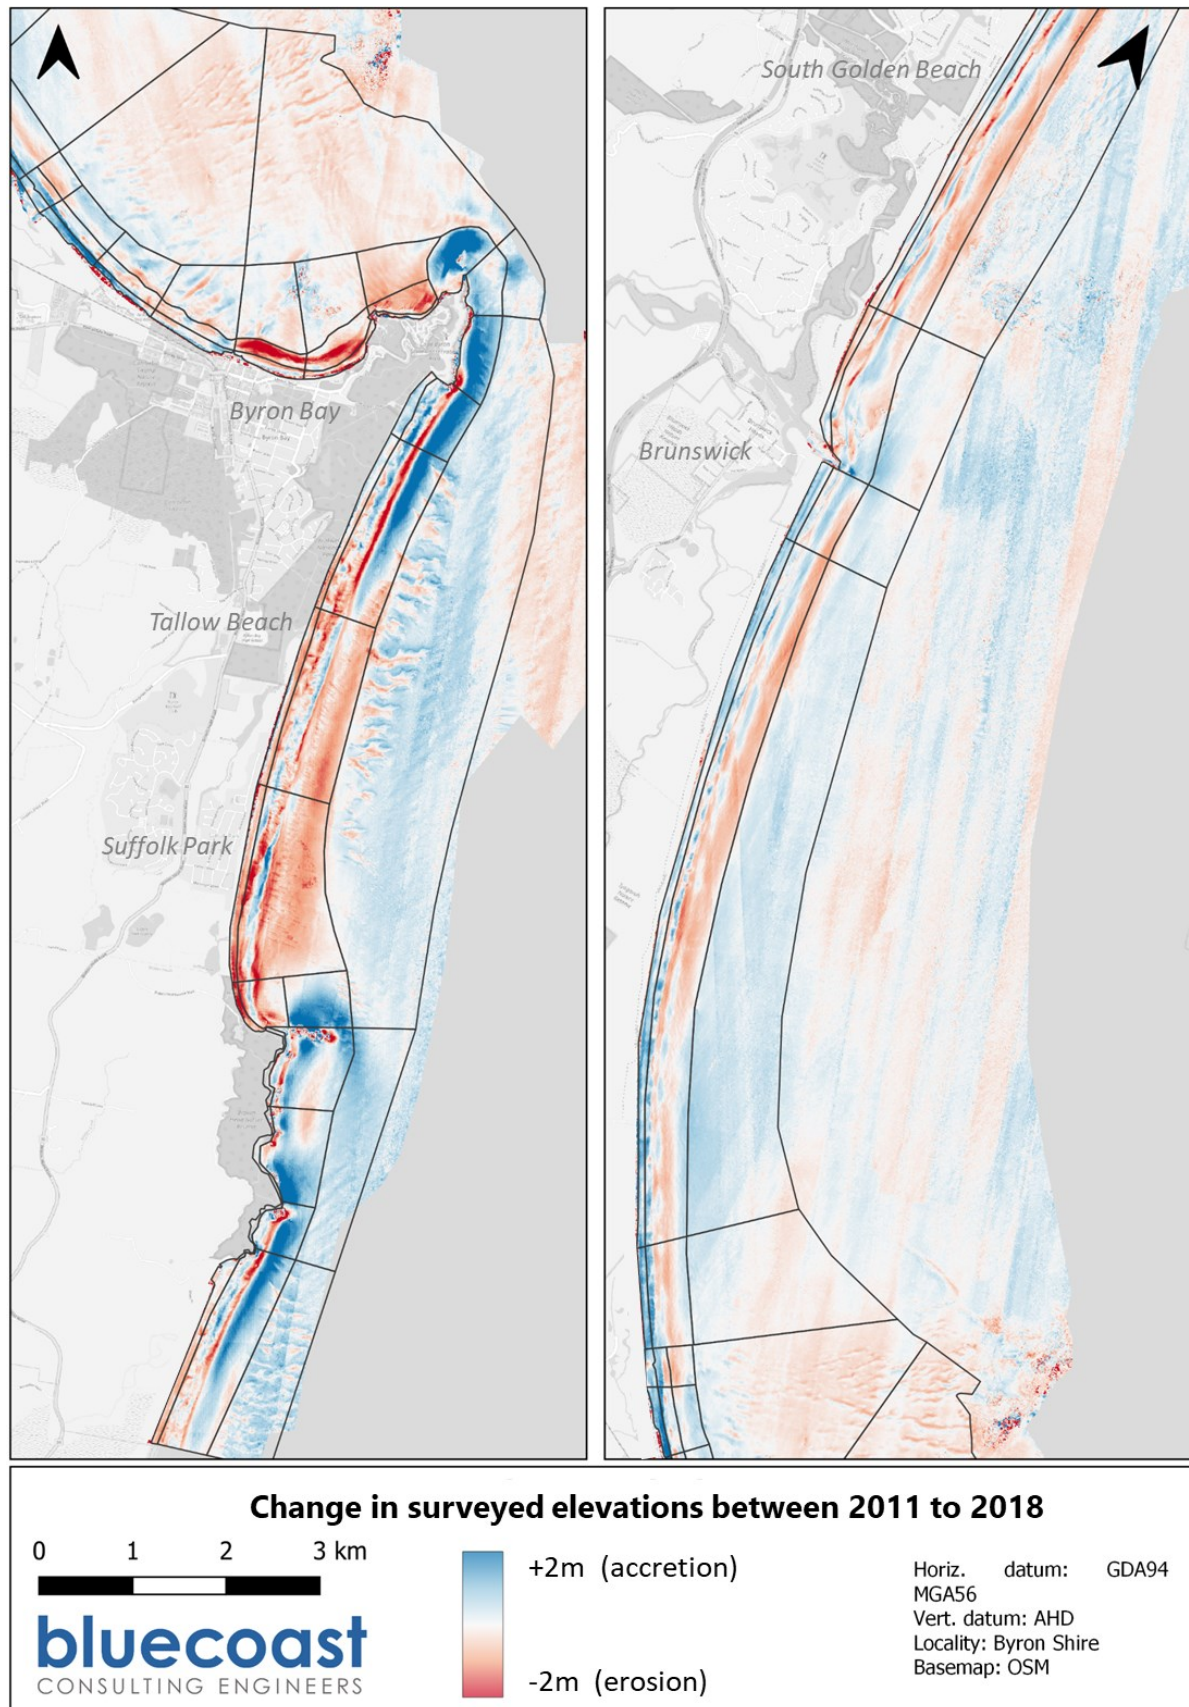 South Golden Beach
Brunswick
Byron Bay
Tallow Beach
Suffolk Park
Change in surveyed elevations between 2011 to 2018
0 1 2 3 km
bluecoast
CONSULTING ENGINEERS
+2m (accretion)
-2m (erosion)
Horiz. datum: GDA94
MGA56
Vert. datum: AHD
Locality: Byron Shire
Basemap: OSM